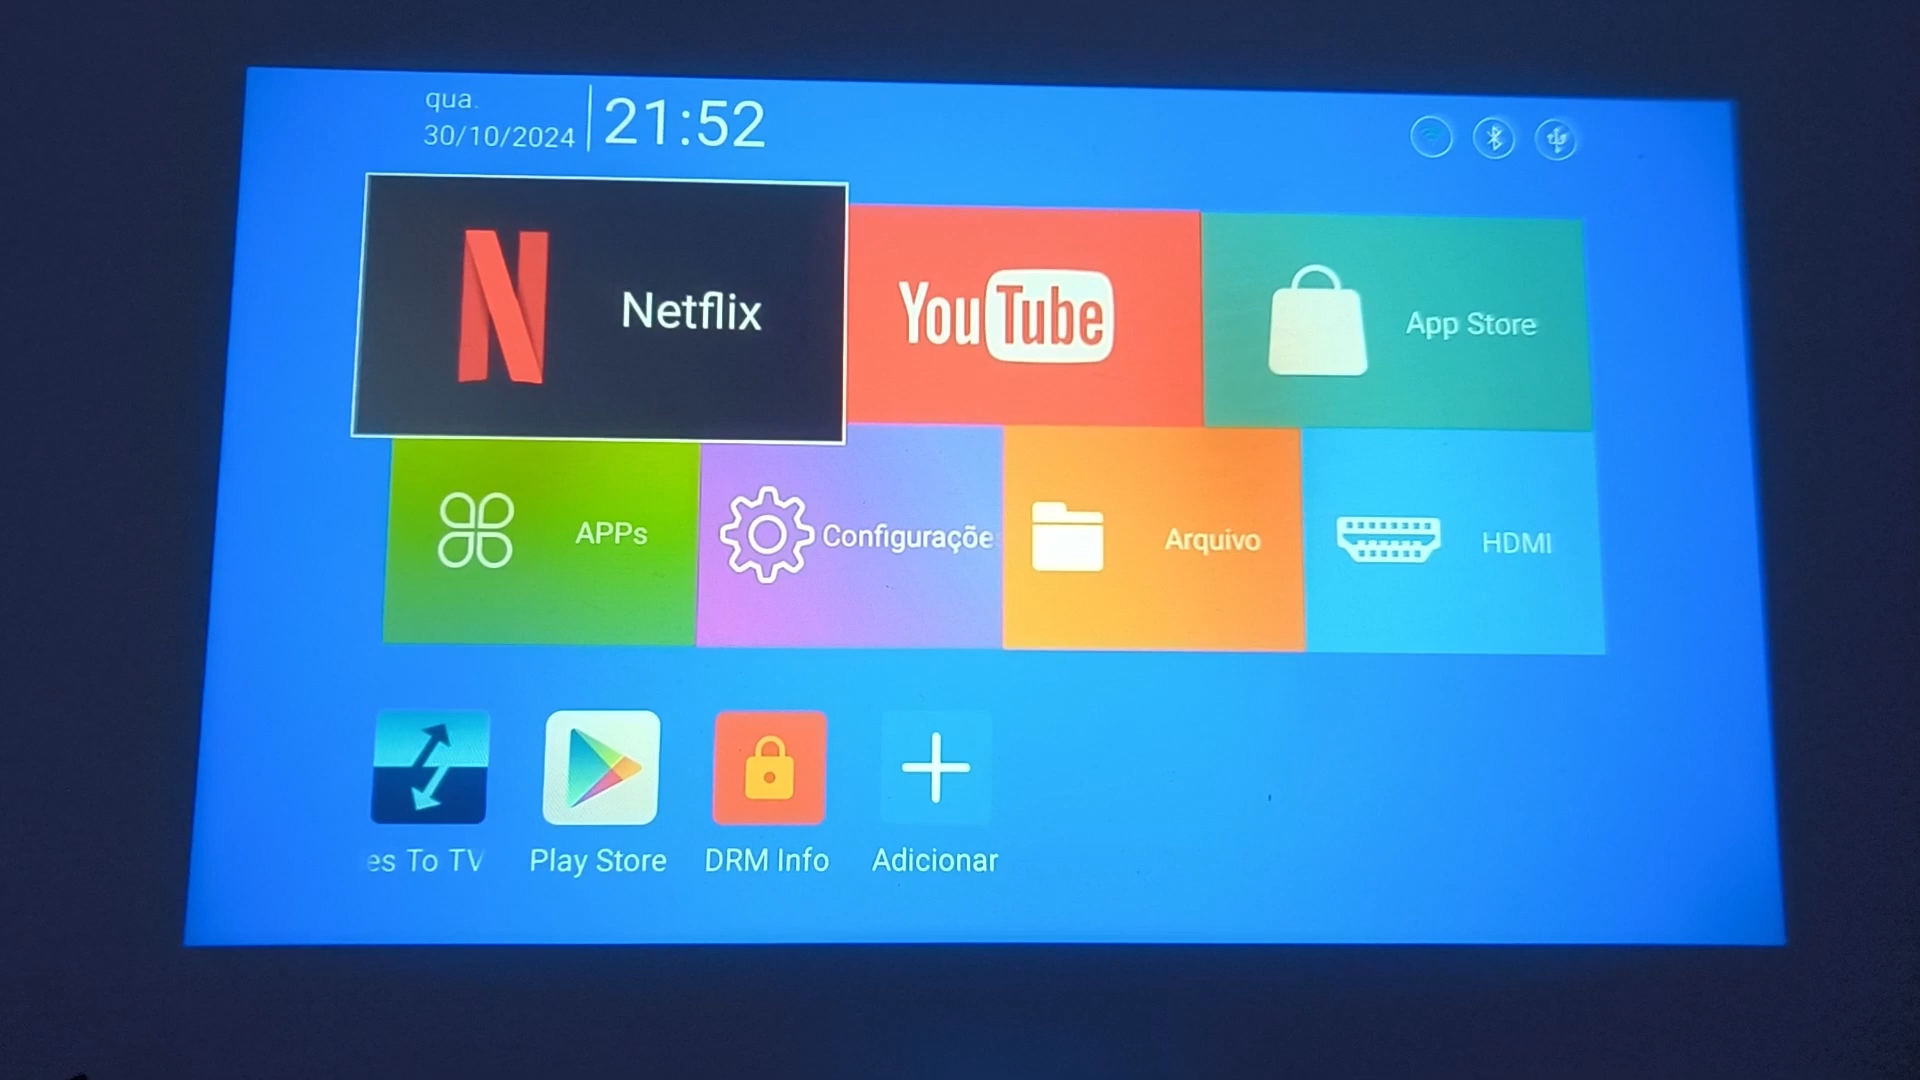 qua.
30/10/2024
21:52
Netflix
YouTube
App Store
APPs
Configuraçõe
Arquivo
HDMI
es To TV
Play Store
DRM Info
Adicionar